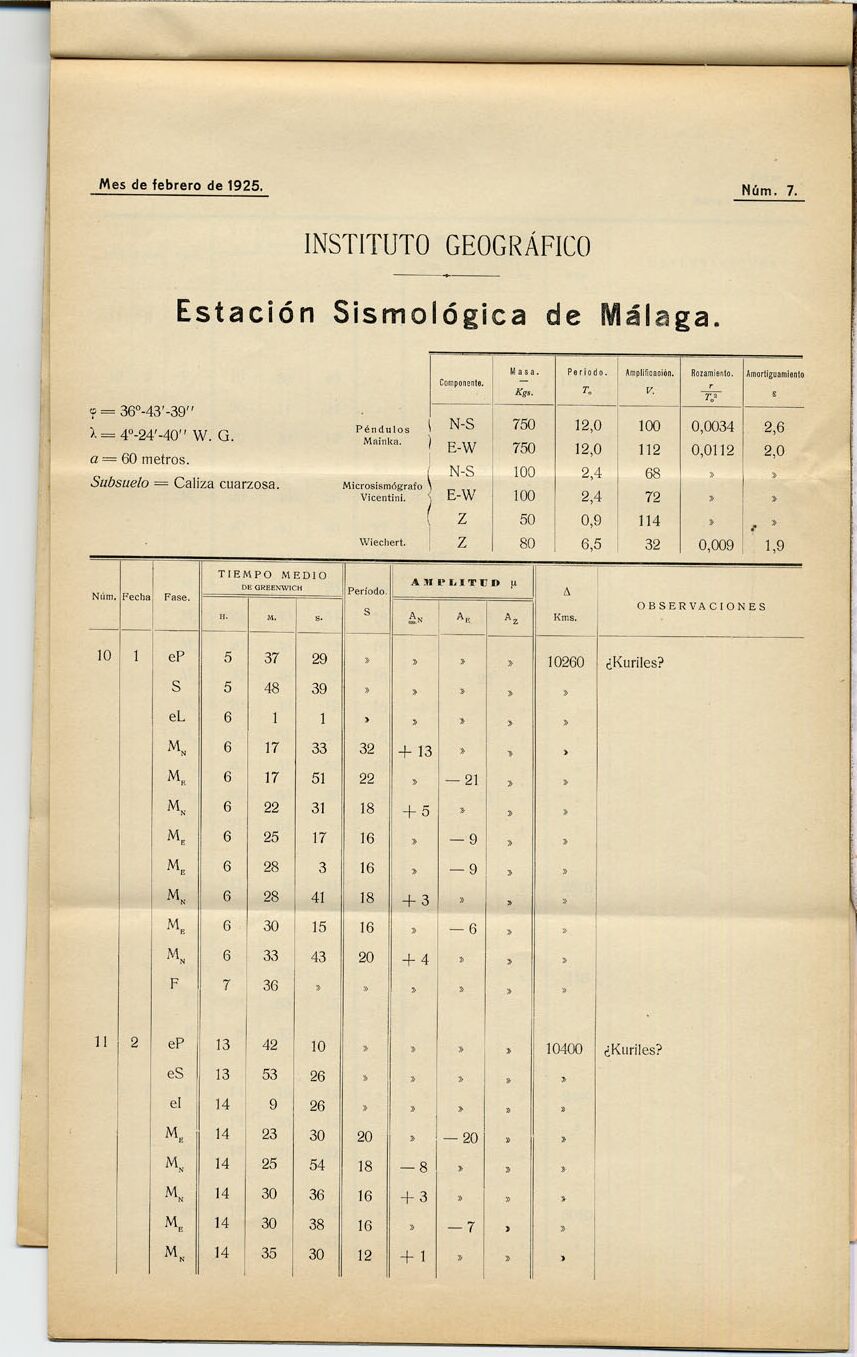 Mes de febrero de 1925.
Núm. 7.
INSTITUTO GEOGRÁFICO
Estación Sismológica de Málaga.
φ = 36°-43'-39''
λ = 4°-24'-40'' W. G.
a = 60 metros.
Subsuelo = Caliza cuarzosa.
Componente. Masa. — Kgs. Período. T₀ Amplificación. V. Rozamiento. r/T₀² Amortiguamiento ε
Péndulos Mainka. N-S 750 12,0 100 0,0034 2,6
E-W 750 12,0 112 0,0112 2,0
Microsismógrafo Vicentini. N-S 100 2,4 68 » »
E-W 100 2,4 72 » »
Z 50 0,9 114 » »
Wiechert. Z 80 6,5 32 0,009 1,9
Núm. Fecha Fase. TIEMPO MEDIO DE GREENWICH Período. S AMPLITUD µ Δ Kms. OBSERVACIONES
H. M. S. A_N A_E A_Z
10 1 eP 5 37 29 » » » » 10260 ¿Kuriles?
S 5 48 39 » » » » »
eL 6 1 1 » » » » »
M_N 6 17 33 32 + 13 » » »
M_E 6 17 51 22 » — 21 » »
M_N 6 22 31 18 + 5 » » »
M_E 6 25 17 16 » — 9 » »
M_E 6 28 3 16 » — 9 » »
M_N 6 28 41 18 + 3 » » »
M_E 6 30 15 16 » — 6 » »
M_N 6 33 43 20 + 4 » » »
F 7 36 » » » » » »
11 2 eP 13 42 10 » » » » 10400 ¿Kuriles?
eS 13 53 26 » » » » »
el 14 9 26 » » » » »
M_E 14 23 30 20 » — 20 » »
M_N 14 25 54 18 — 8 » » »
M_N 14 30 36 16 + 3 » » »
M_E 14 30 38 16 » — 7 » »
M_N 14 35 30 12 + 1 » » »